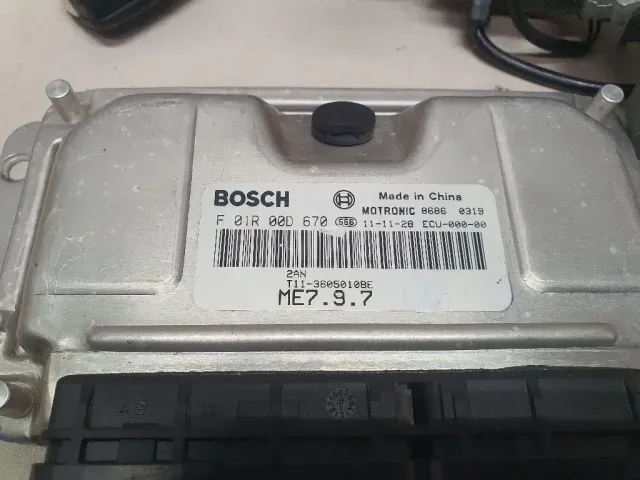 BOSCH
Made in China
MOTRONIC 8686 0319
F 01R 00D 670 SSB 11-11-28 ECU-000-00
2AN
T11-3605010BE
ME7.9.7